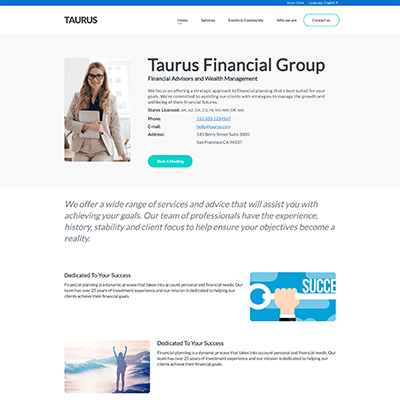 Broker Check Language: English
TAURUS
Home Services Events & Community Who we are Contact us
Taurus Financial Group
Financial Advisors and Wealth Management
We focus on offering a strategic approach to financial planning that's best suited for your
goals. We're committed to assisting our clients with strategies to manage the growth and
wellbeing of their financial futures.
States Licensed: AK, AZ, CA, CO, HI, NV, NM, OR, WA
Phone: 555.555.1234567
E-mail: hello@taurus.com
Address: 185 Berry Street Suite 3800
San Francisco CA 94107
Book A Meeting
We offer a wide range of services and advice that will assist you with
achieving your goals. Our team of professionals have the experience,
history, stability and client focus to help ensure your objectives become a
reality.
Dedicated To Your Success
Financial planning is a dynamic process that takes into account personal and financial needs. Our
team has over 25 years of investment experience and our mission is dedicated to helping our
clients achieve their financial goals.
SUCCE
Dedicated To Your Success
Financial planning is a dynamic process that takes into account personal and financial needs. Our
team has over 25 years of investment experience and our mission is dedicated to helping our
clients achieve their financial goals.